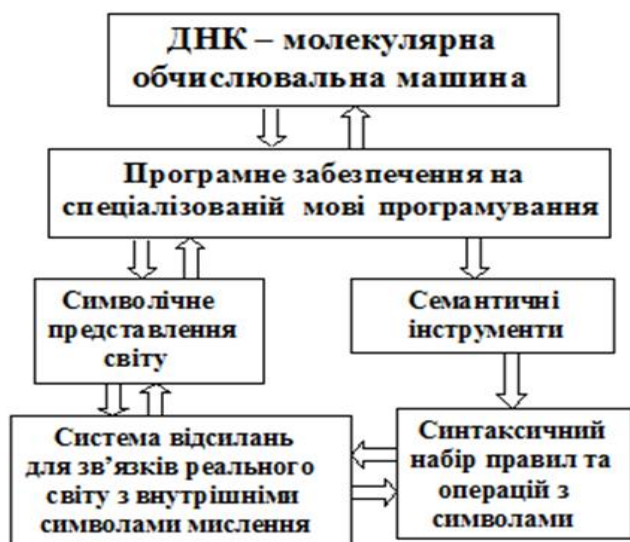 ДНК – молекулярна
обчислювальна машина
Програмне забезпечення на
спеціалізованій мові програмування
Символічне
представлення
світу
Семантичні
інструменти
Система відсилань
для зв’язків реального
світу з внутрішніми
символами мислення
Синтаксичний
набір правил та
операцій з
символами